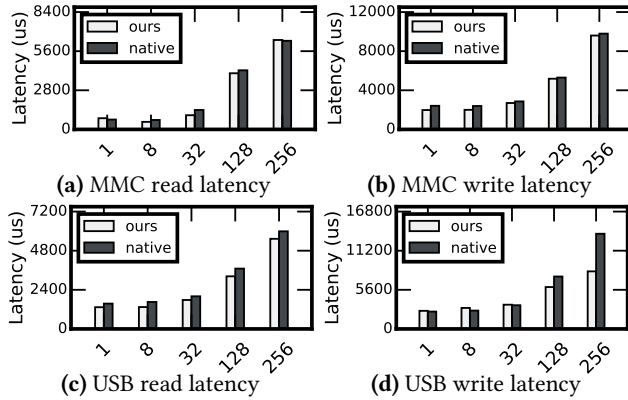 8400
5600
2800
0
Latency (us)
ours
native
1 8 32 128 256
(a) MMC read latency
12000
8000
4000
0
Latency (us)
ours
native
1 8 32 128 256
(b) MMC write latency
7200
4800
2400
0
Latency (us)
ours
native
1 8 32 128 256
(c) USB read latency
16800
11200
5600
0
Latency (us)
ours
native
1 8 32 128 256
(d) USB write latency